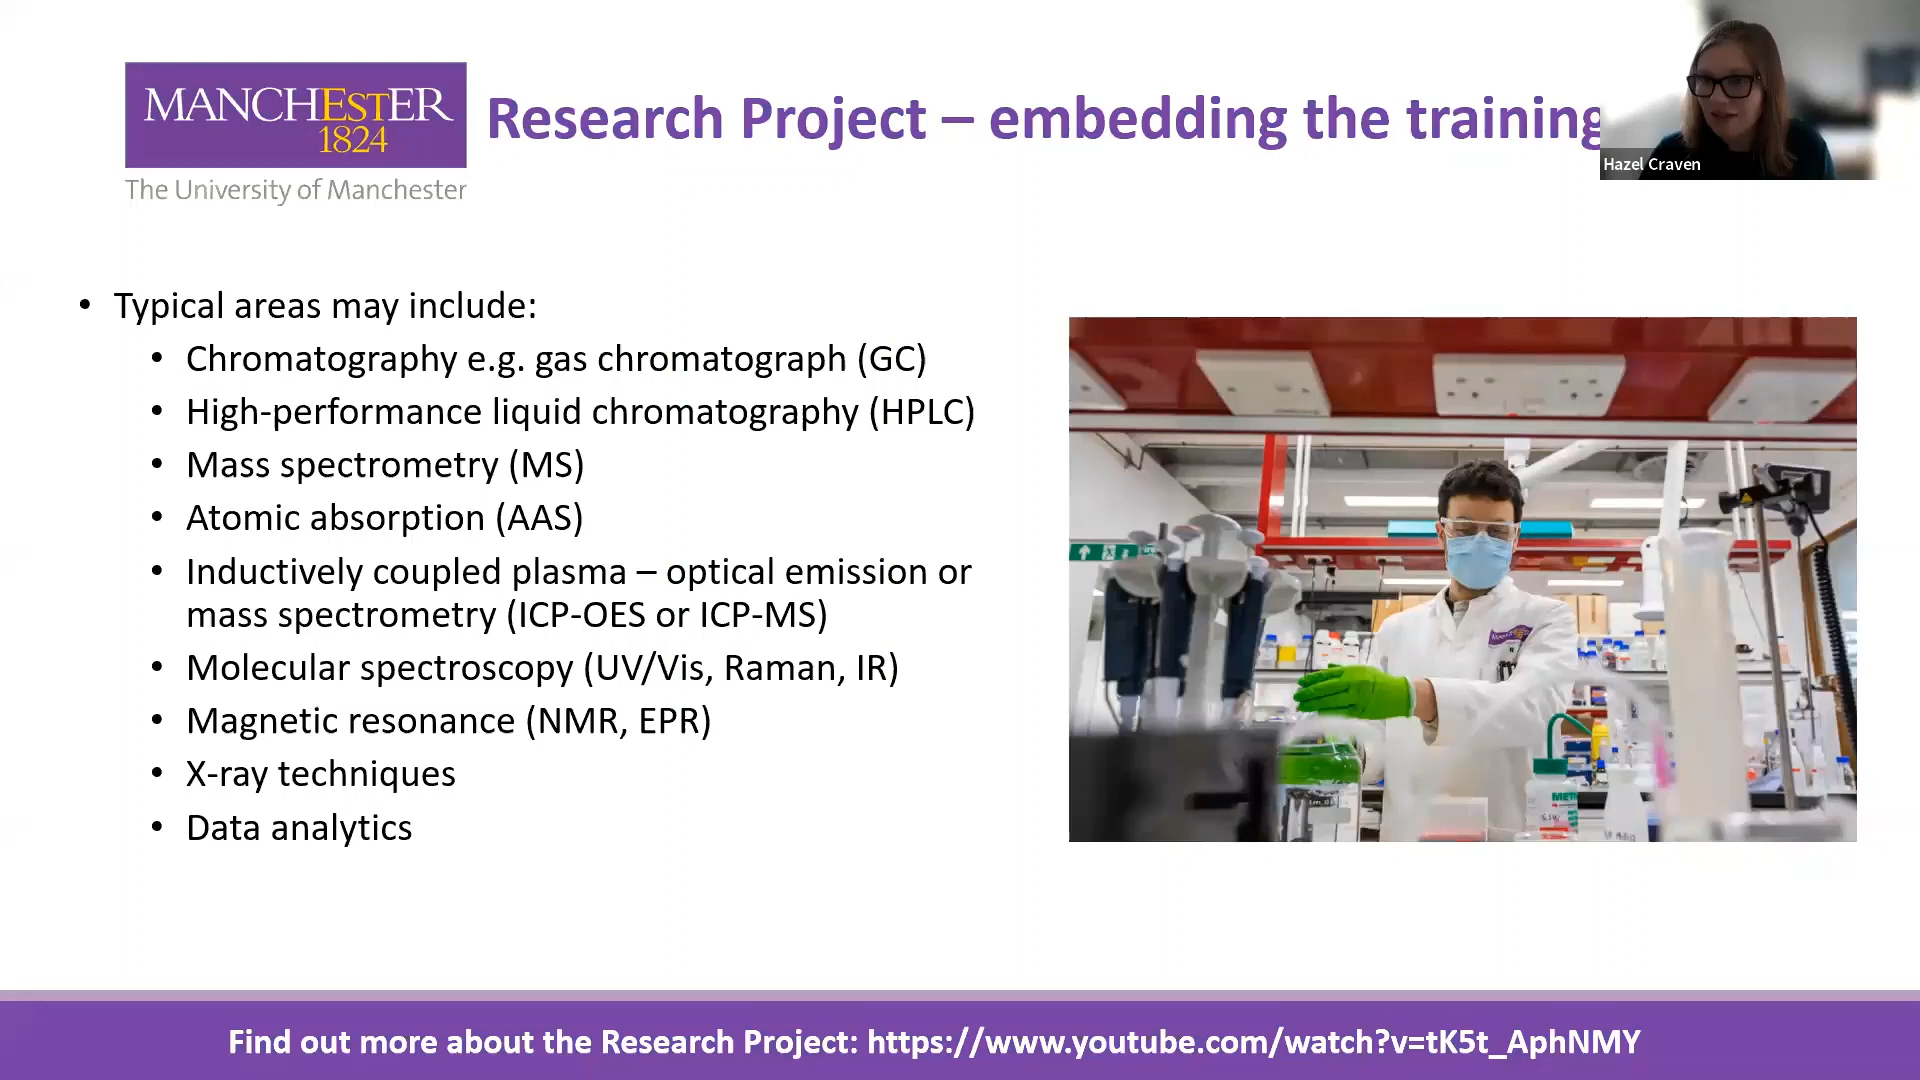 MANCHESTER
1824
The University of Manchester
Research Project – embedding the training
Hazel Craven
• Typical areas may include:
• Chromatography e.g. gas chromatograph (GC)
• High-performance liquid chromatography (HPLC)
• Mass spectrometry (MS)
• Atomic absorption (AAS)
• Inductively coupled plasma – optical emission or
mass spectrometry (ICP-OES or ICP-MS)
• Molecular spectroscopy (UV/Vis, Raman, IR)
• Magnetic resonance (NMR, EPR)
• X-ray techniques
• Data analytics
Find out more about the Research Project: https://www.youtube.com/watch?v=tK5t_AphNMY